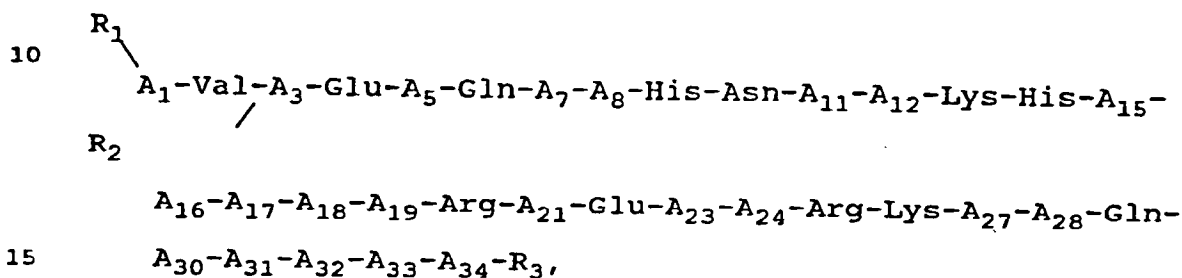 R1
10
A1-Val-A3-Glu-A5-Gln-A7-A8-His-Asn-A11-A12-Lys-His-A15-
R2
A16-A17-A18-A19-Arg-A21-Glu-A23-A24-Arg-Lys-A27-A28-Gln-
15 A30-A31-A32-A33-A34-R3,